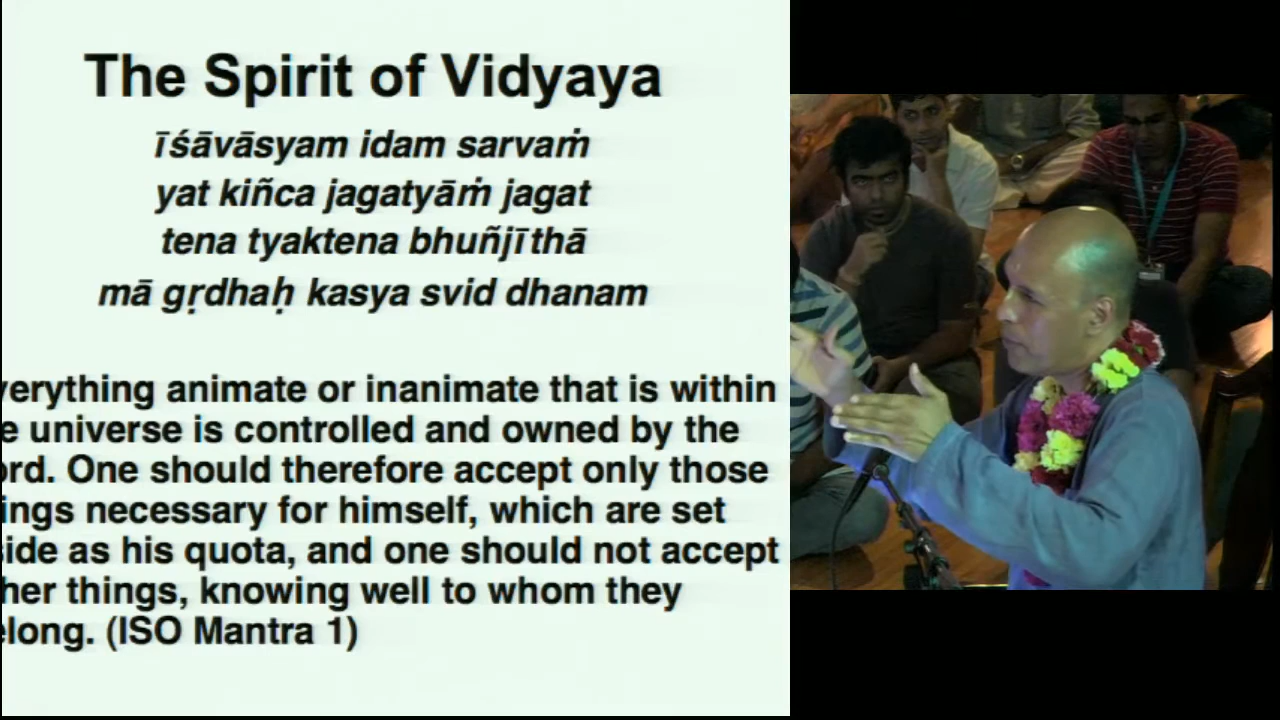 The Spirit of Vidyaya
īśāvāsyam idam sarvaṁ
yat kiñca jagatyāṁ jagat
tena tyaktena bhuñjīthā
mā gṛdhaḥ kasya svid dhanam
verything animate or inanimate that is within
e universe is controlled and owned by the
ord. One should therefore accept only those
ings necessary for himself, which are set
side as his quota, and one should not accept
her things, knowing well to whom they
elong. (ISO Mantra 1)